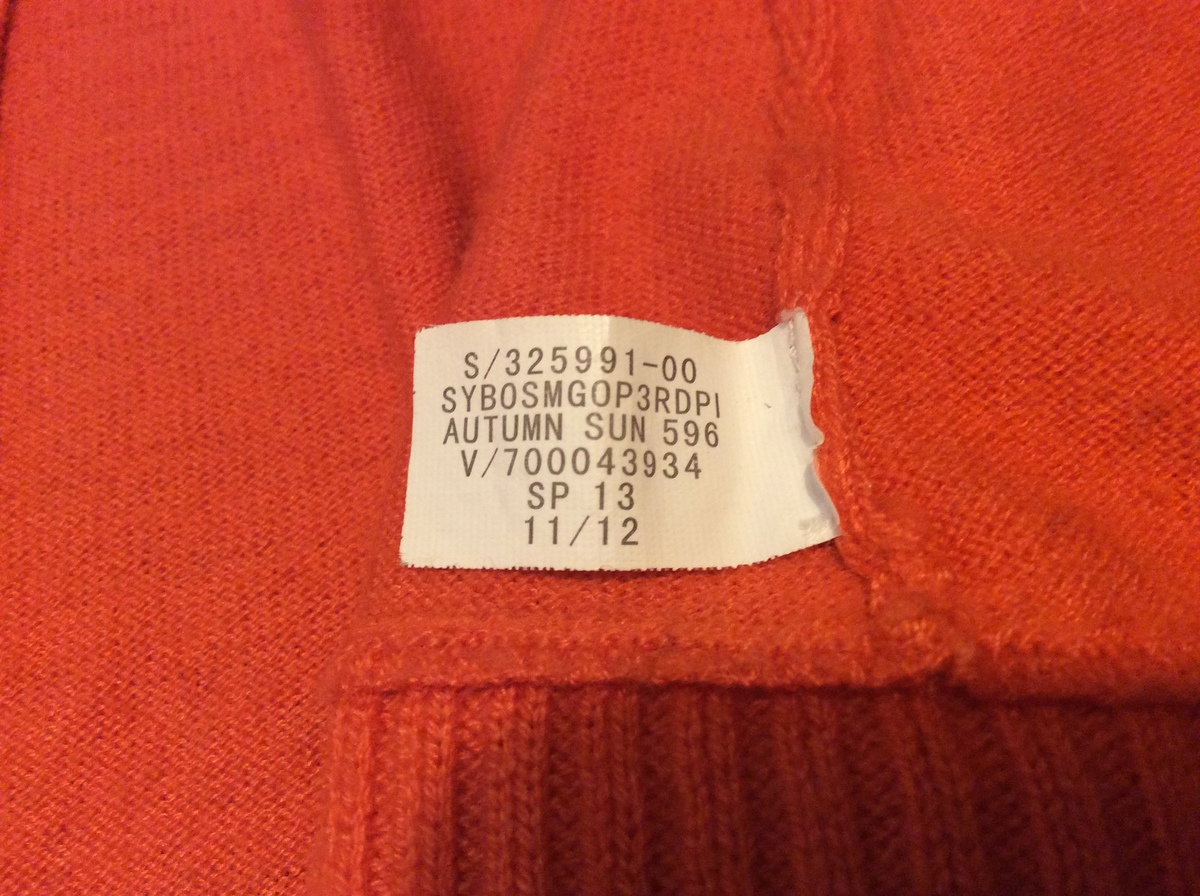 S/325991-00
SYBOSMGOP3RDPI
AUTUMN SUN 596
V/700043934
SP 13
11/12